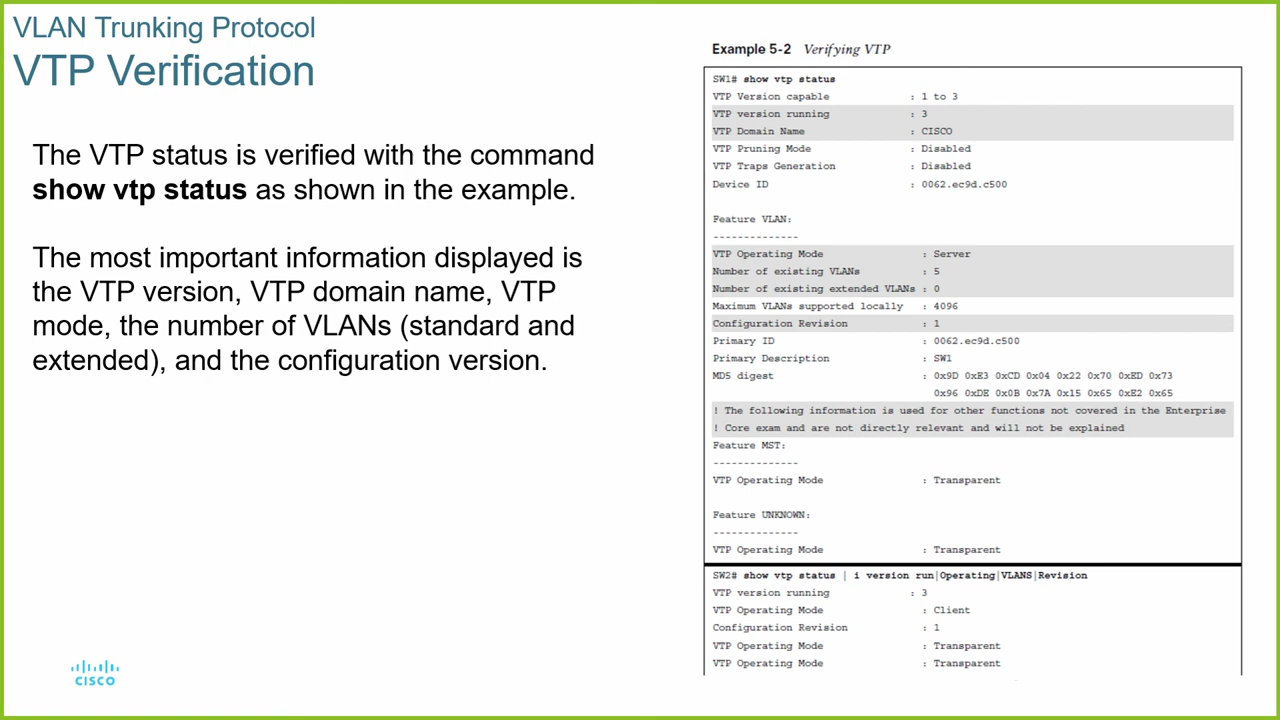 VLAN Trunking Protocol
VTP Verification
The VTP status is verified with the command
show vtp status as shown in the example.
The most important information displayed is
the VTP version, VTP domain name, VTP
mode, the number of VLANs (standard and
extended), and the configuration version.
CISCO
Example 5-2 Verifying VTP
SW1# show vtp status
VTP Version capable : 1 to 3
VTP version running : 3
VTP Domain Name : CISCO
VTP Pruning Mode : Disabled
VTP Traps Generation : Disabled
Device ID : 0062.ec9d.c500
Feature VLAN:
--------------
VTP Operating Mode : Server
Number of existing VLANs : 5
Number of existing extended VLANs : 0
Maximum VLANs supported locally : 4096
Configuration Revision : 1
Primary ID : 0062.ec9d.c500
Primary Description : SW1
MD5 digest : 0x9D 0xE3 0xCD 0x04 0x22 0x70 0xED 0x73
0x96 0xDE 0x0B 0x7A 0x15 0x65 0xE2 0x65
! The following information is used for other functions not covered in the Enterprise
! Core exam and are not directly relevant and will not be explained
Feature MST:
--------------
VTP Operating Mode : Transparent
Feature UNKNOWN:
--------------
VTP Operating Mode : Transparent
SW2# show vtp status | i version run|Operating|VLANS|Revision
VTP version running : 3
VTP Operating Mode : Client
Configuration Revision : 1
VTP Operating Mode : Transparent
VTP Operating Mode : Transparent